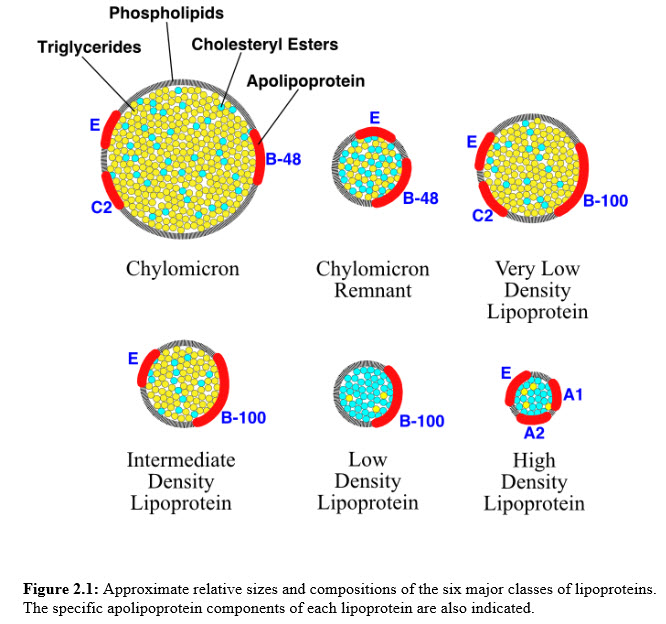 Phospholipids
Triglycerides
Cholesteryl Esters
Apolipoprotein
E
B-48
C2
Chylomicron
E
B-48
Chylomicron
Remnant
E
B-100
C2
Very Low
Density
Lipoprotein
E
B-100
Intermediate
Density
Lipoprotein
B-100
Low
Density
Lipoprotein
E
A1
A2
High
Density
Lipoprotein
Figure 2.1: Approximate relative sizes and compositions of the six major classes of lipoproteins.
The specific apolipoprotein components of each lipoprotein are also indicated.